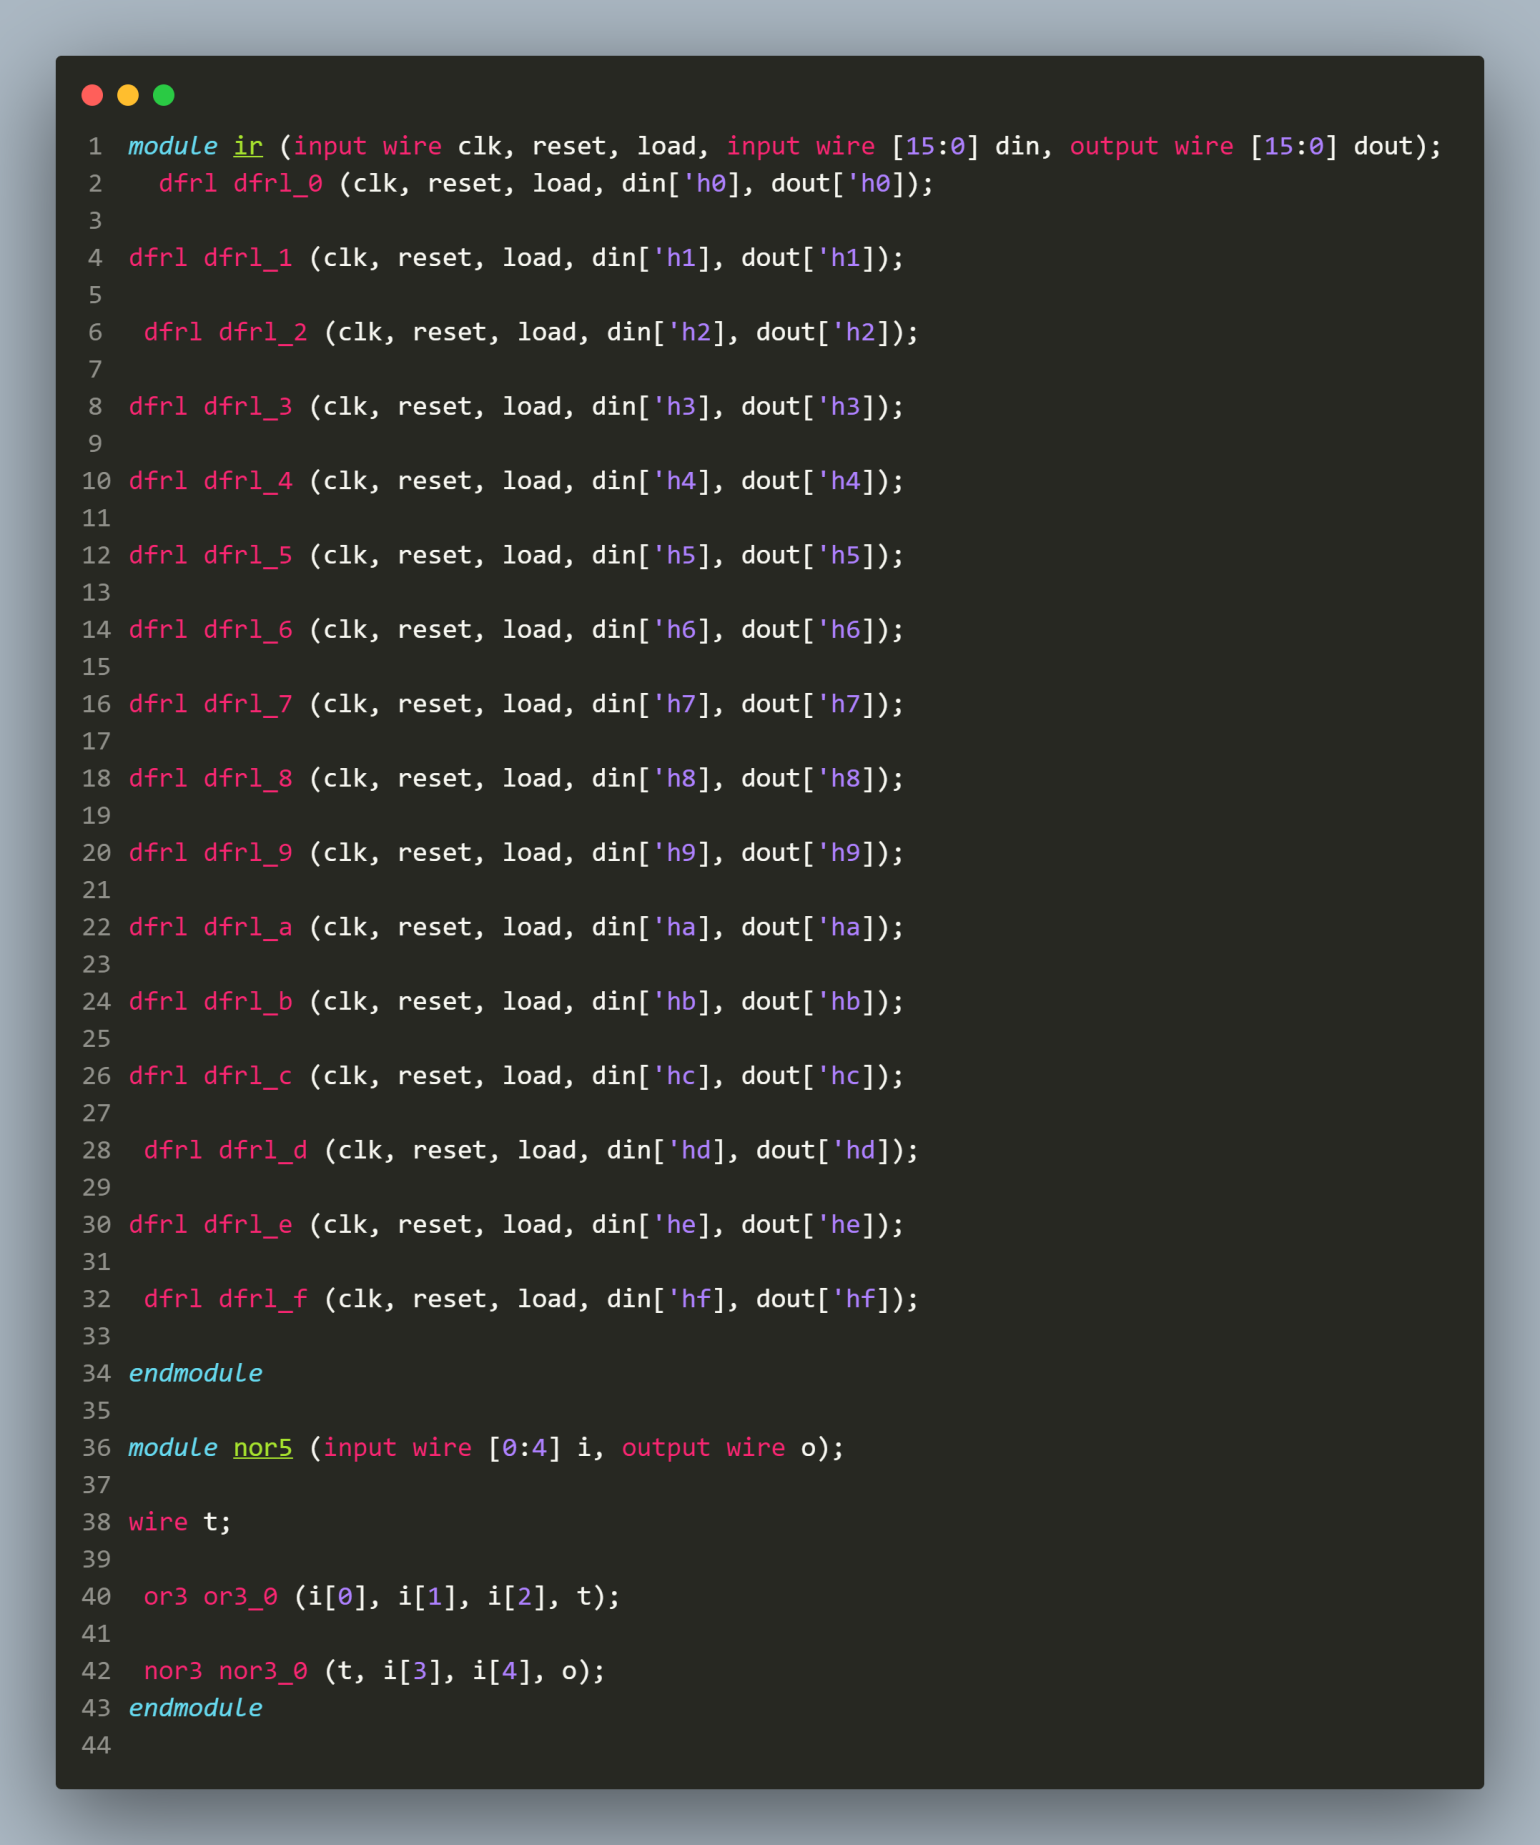 1 module ir (input wire clk, reset, load, input wire [15:0] din, output wire [15:0] dout);
2   dfrl dfrl_0 (clk, reset, load, din['h0], dout['h0]);
3
4 dfrl dfrl_1 (clk, reset, load, din['h1], dout['h1]);
5
6  dfrl dfrl_2 (clk, reset, load, din['h2], dout['h2]);
7
8 dfrl dfrl_3 (clk, reset, load, din['h3], dout['h3]);
9
10 dfrl dfrl_4 (clk, reset, load, din['h4], dout['h4]);
11
12 dfrl dfrl_5 (clk, reset, load, din['h5], dout['h5]);
13
14 dfrl dfrl_6 (clk, reset, load, din['h6], dout['h6]);
15
16 dfrl dfrl_7 (clk, reset, load, din['h7], dout['h7]);
17
18 dfrl dfrl_8 (clk, reset, load, din['h8], dout['h8]);
19
20 dfrl dfrl_9 (clk, reset, load, din['h9], dout['h9]);
21
22 dfrl dfrl_a (clk, reset, load, din['ha], dout['ha]);
23
24 dfrl dfrl_b (clk, reset, load, din['hb], dout['hb]);
25
26 dfrl dfrl_c (clk, reset, load, din['hc], dout['hc]);
27
28  dfrl dfrl_d (clk, reset, load, din['hd], dout['hd]);
29
30 dfrl dfrl_e (clk, reset, load, din['he], dout['he]);
31
32  dfrl dfrl_f (clk, reset, load, din['hf], dout['hf]);
33
34 endmodule
35
36 module nor5 (input wire [0:4] i, output wire o);
37
38 wire t;
39
40  or3 or3_0 (i[0], i[1], i[2], t);
41
42  nor3 nor3_0 (t, i[3], i[4], o);
43 endmodule
44